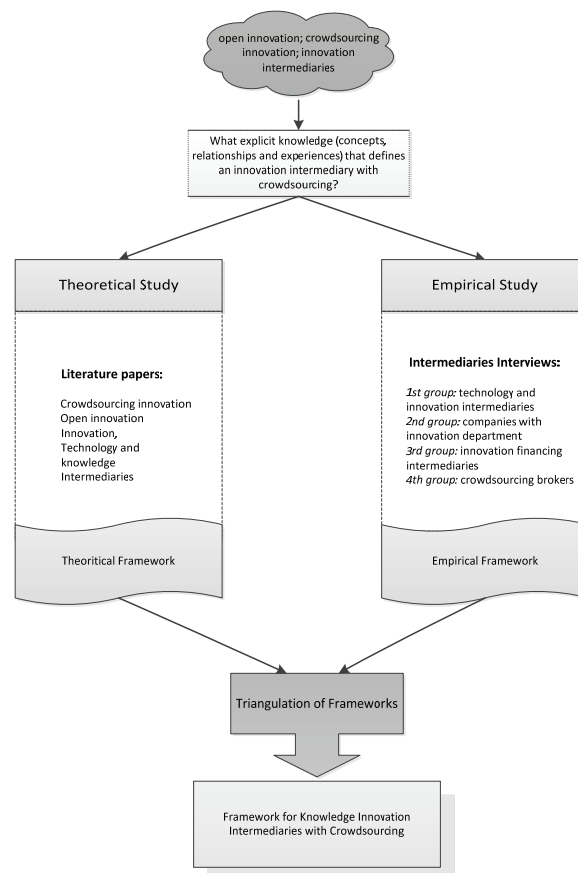 open innovation; crowdsourcing
innovation; innovation
intermediaries
What explicit knowledge (concepts,
relationships and experiences) that defines
an innovation intermediary with
crowdsourcing?
Theoretical Study
Literature papers:
Crowdsourcing innovation
Open innovation
Innovation,
Technology and
knowledge
Intermediaries
Theoritical Framework
Empirical Study
Intermediaries Interviews:
1st group: technology and
innovation intermediaries
2nd group: companies with
innovation department
3rd group: innovation financing
intermediaries
4th group: crowdsourcing brokers
Empirical Framework
Triangulation of Frameworks
Framework for Knowledge Innovation
Intermediaries with Crowdsourcing